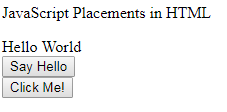 JavaScript Placements in HTML
Hello World
Say Hello
Click Me!